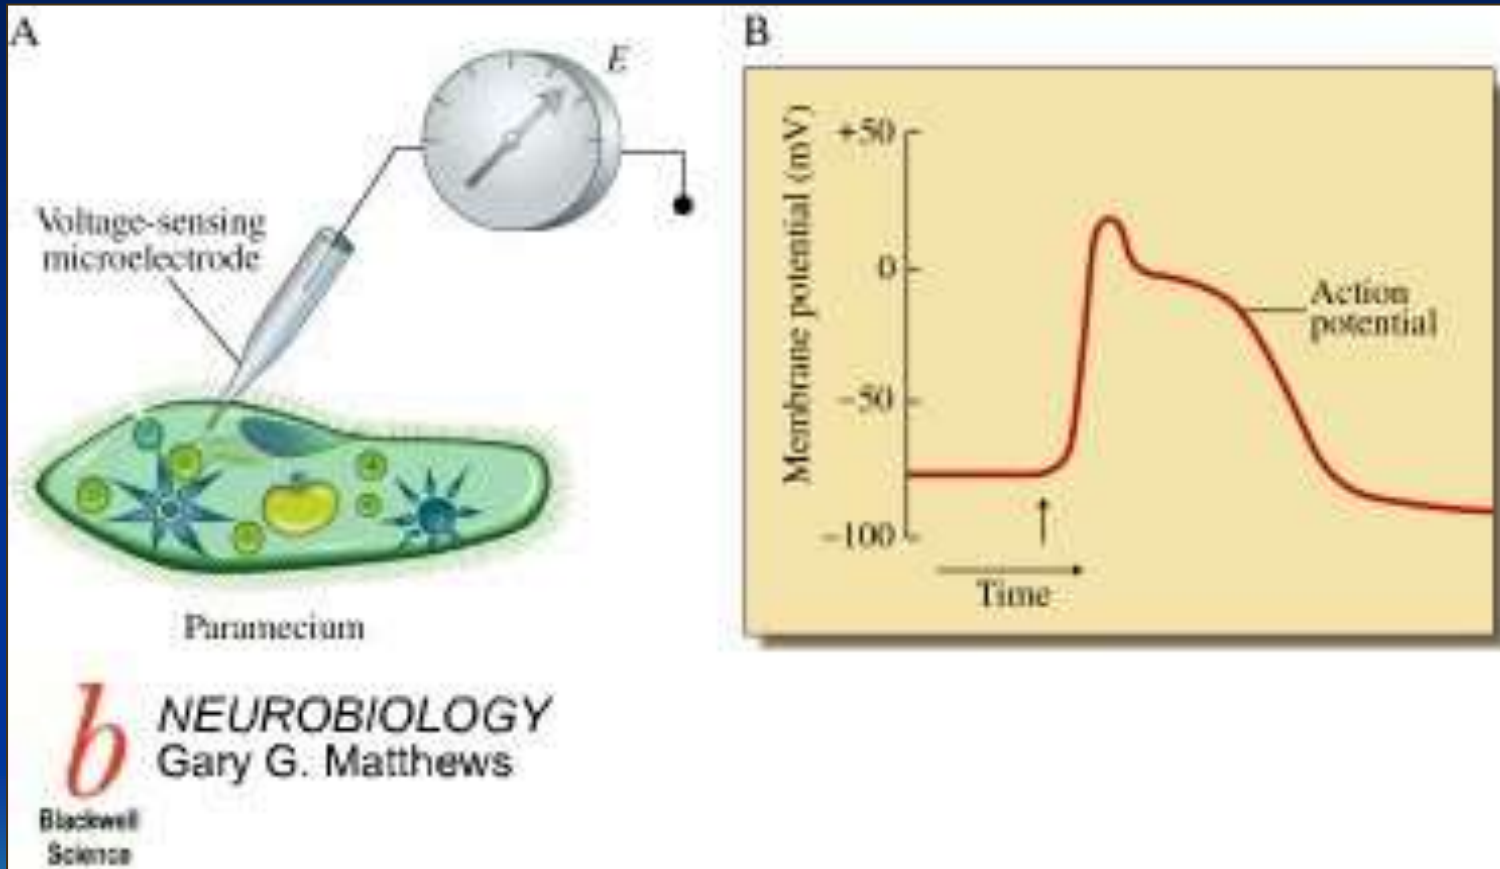 A
E
Voltage-sensing
microelectrode
Paramecium
B
Membrane potential (mV)
+50
0
−50
−100
Action
potential
Time
b
NEUROBIOLOGY
Gary G. Matthews
Blackwell
Science